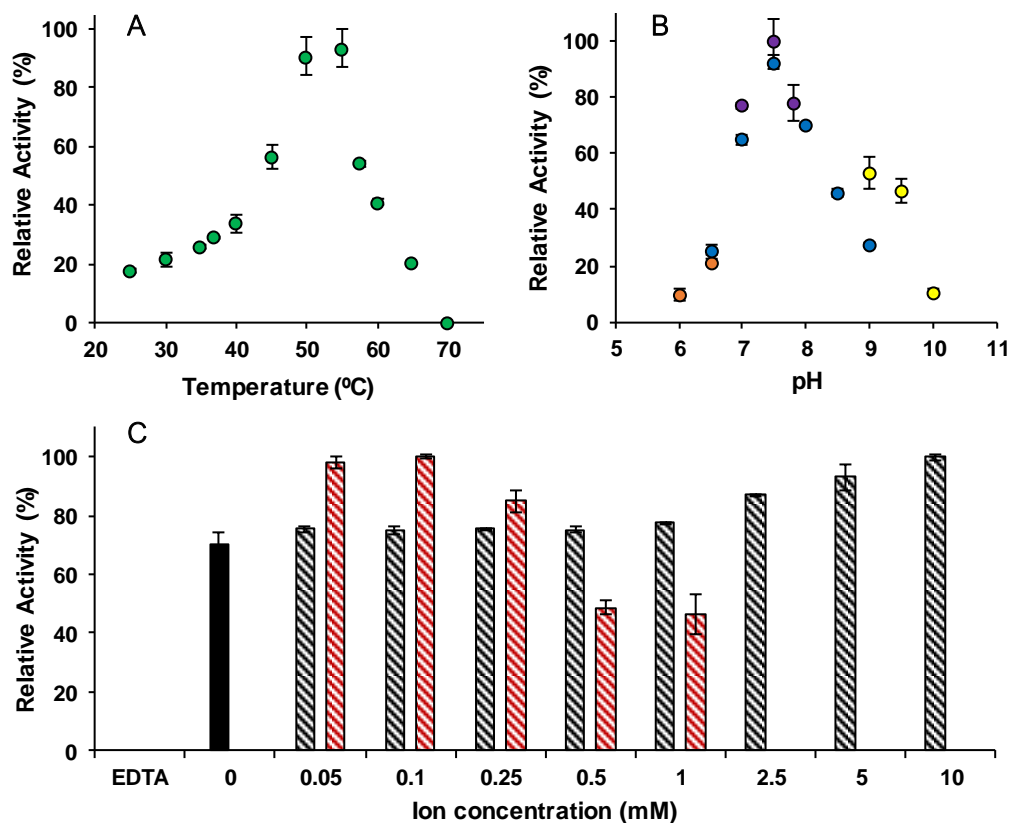 A
Relative Activity (%)
100
80
60
40
20
0
20 30 40 50 60 70
Temperature (ºC)
B
Relative Activity (%)
100
80
60
40
20
0
5 6 7 8 9 10 11
pH
C
Relative Activity (%)
100
80
60
40
20
0
EDTA 0 0.05 0.1 0.25 0.5 1 2.5 5 10
Ion concentration (mM)